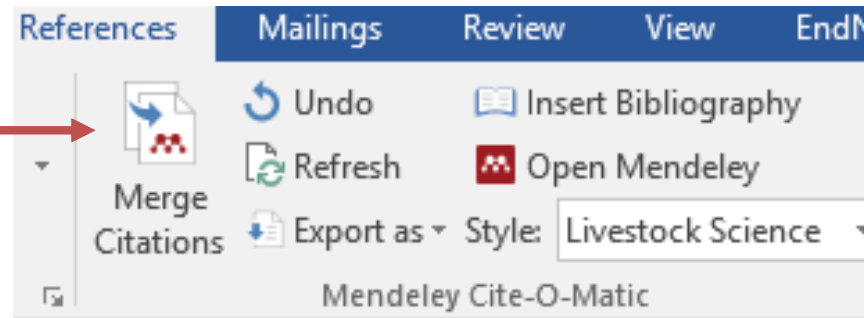 References Mailings Review View EndN
Undo Insert Bibliography
Refresh Open Mendeley
Merge
Citations
Export as Style: Livestock Science
Mendeley Cite-O-Matic